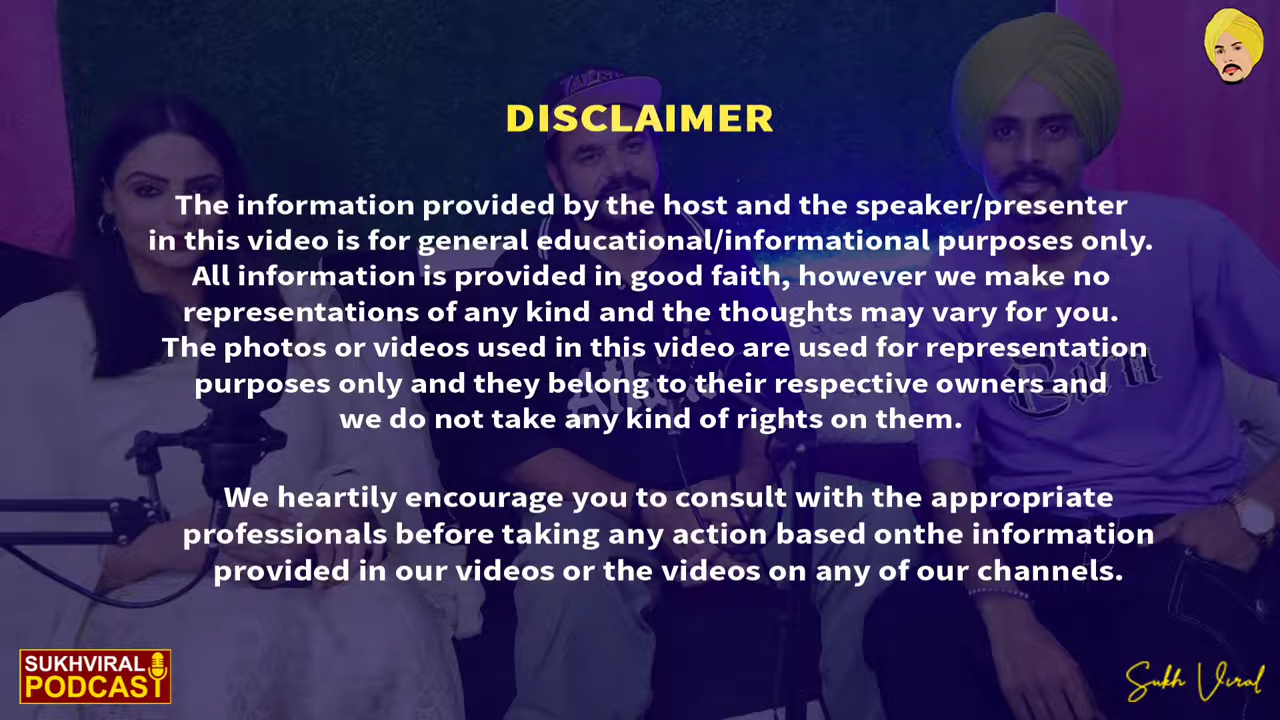 DISCLAIMER
The information provided by the host and the speaker/presenter
in this video is for general educational/informational purposes only.
All information is provided in good faith, however we make no
representations of any kind and the thoughts may vary for you.
The photos or videos used in this video are used for representation
purposes only and they belong to their respective owners and
we do not take any kind of rights on them.
We heartily encourage you to consult with the appropriate
professionals before taking any action based onthe information
provided in our videos or the videos on any of our channels.
SUKHVIRAL
PODCAST
Sukh Viral